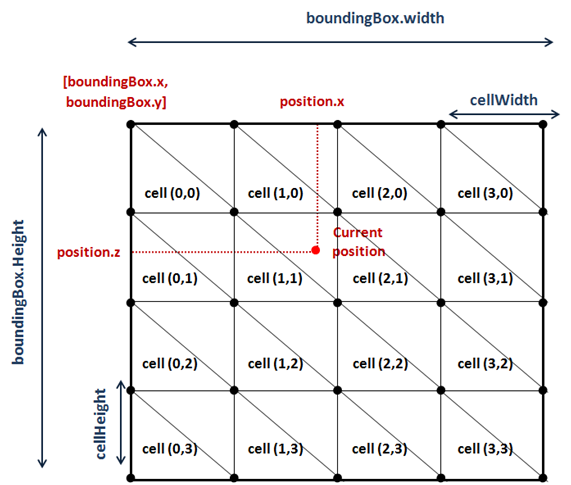 boundingBox.width
[boundingBox.x,
boundingBox.y]
position.x
cellWidth
cell (0,0)
cell (1,0)
cell (2,0)
cell (3,0)
Current
position
position.z
boundingBox.Height
cell (0,1)
cell (1,1)
cell (2,1)
cell (3,1)
cell (0,2)
cell (1,2)
cell (2,2)
cell (3,2)
cellHeight
cell (0,3)
cell (1,3)
cell (2,3)
cell (3,3)